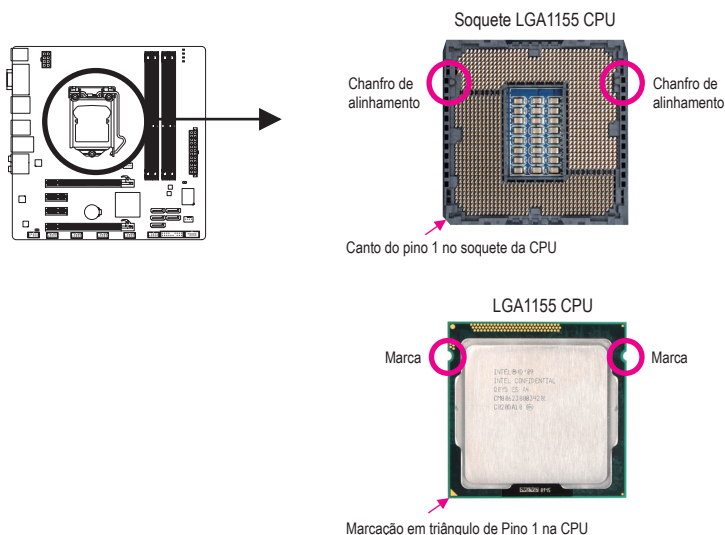 Soquete LGA1155 CPU
Chanfro de
alinhamento
Chanfro de
alinhamento
Canto do pino 1 no soquete da CPU
LGA1155 CPU
Marca
Marca
INTEL CONFIDENTIAL
Marcação em triângulo de Pino 1 na CPU